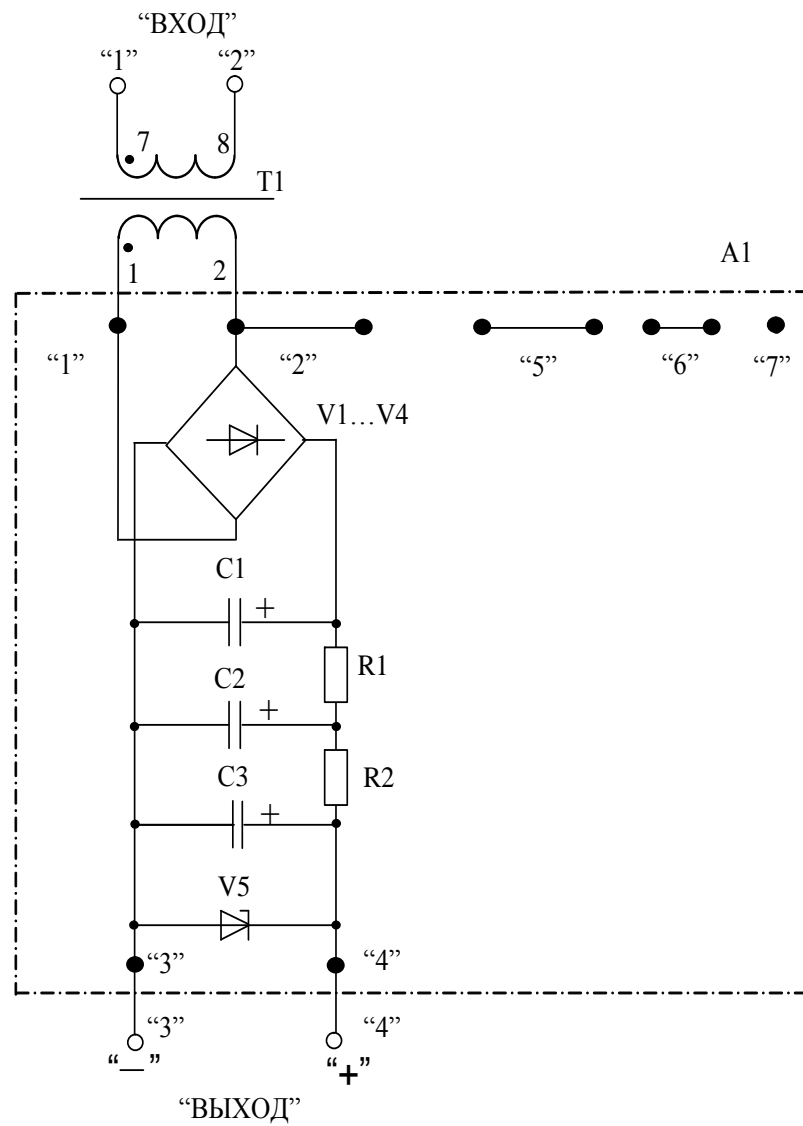 “ВХОД”
“1” “2”
7 8
T1
1 2
A1
“1” “2” “5” “6” “7”
V1...V4
C1
+
R1
C2
+
C3
R2
+
V5
“3” “4”
“3” “4”
“—” “+”
“ВЫХОД”